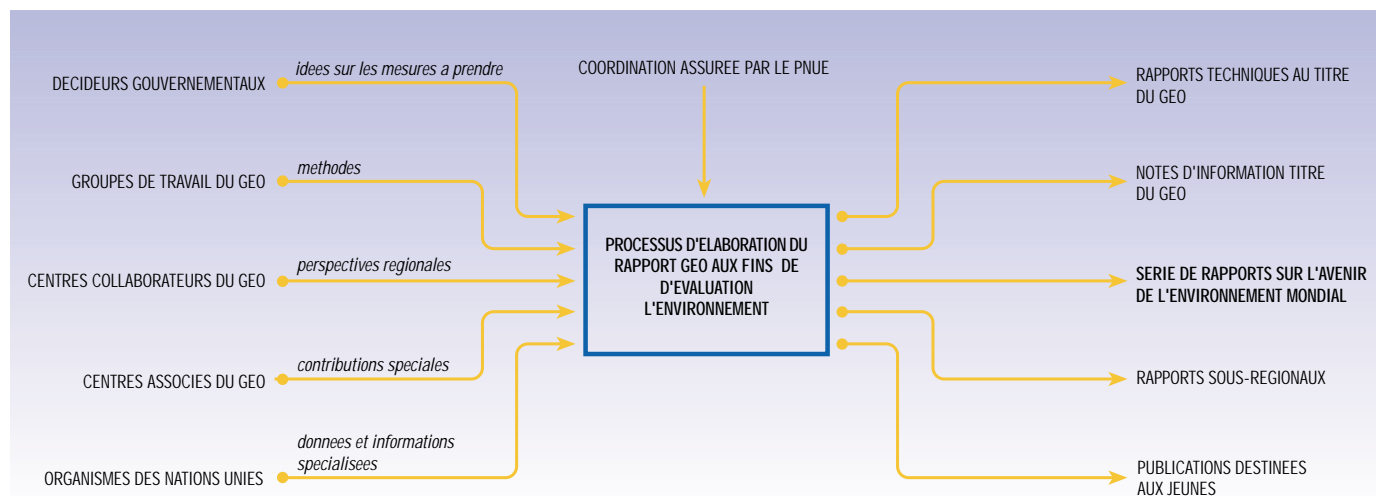 DECIDEURS GOUVERNEMENTAUX
idees sur les mesures a prendre
GROUPES DE TRAVAIL DU GEO
methodes
CENTRES COLLABORATEURS DU GEO
perspectives regionales
CENTRES ASSOCIES DU GEO
contributions speciales
ORGANISMES DES NATIONS UNIES
donnees et informations
specialisees
COORDINATION ASSUREE PAR LE PNUE
PROCESSUS D'ELABORATION DU
RAPPORT GEO AUX FINS DE
D'EVALUATION
L'ENVIRONNEMENT
RAPPORTS TECHNIQUES AU TITRE
DU GEO
NOTES D'INFORMATION TITRE
DU GEO
SERIE DE RAPPORTS SUR L'AVENIR
DE L'ENVIRONNEMENT MONDIAL
RAPPORTS SOUS-REGIONAUX
PUBLICATIONS DESTINEES
AUX JEUNES